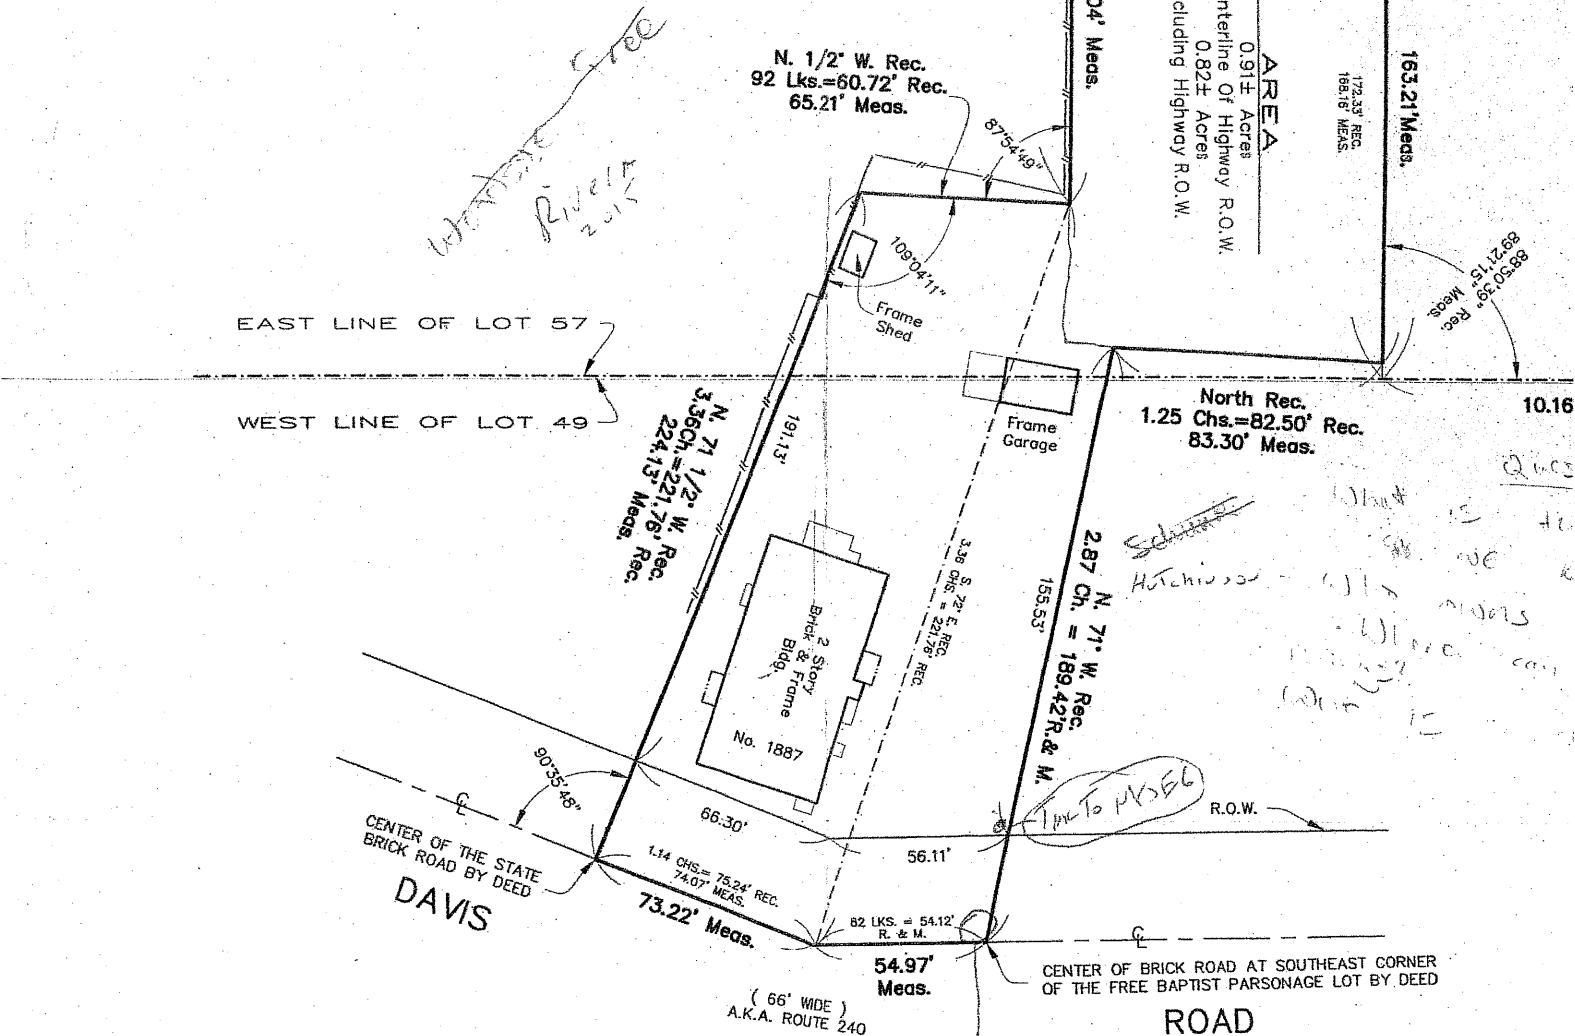 N. 1/2° W. Rec.
92 Lks.=60.72' Rec.
65.21' Meas.
04' Meas.
AREA
0.91± Acres
nterline Of Highway R.O.W.
0.82± Acres
cluding Highway R.O.W.
163.21'Meas.
172.33' REC.
168.16' MEAS.
88°50'39" Rec.
89°21'15" Meas.
87°54'49"
109°04'11"
Frame
Shed
River
2015
EAST LINE OF LOT 57
WEST LINE OF LOT 49
North Rec.
1.25 Chs.=82.50' Rec.
83.30' Meas.
10.16
Frame
Garage
N. 71 1/2° W. Rec.
3.36Ch.=221.76' Rec.
224.13' Meas.
191.13'
S. 72° E. REC.
3.36 CHS. = 221.76' REC.
155.53'
N. 71° W. Rec.
2.87 Ch. = 189.42'R.& M.
What is
Hutchinson
can
2 Story
Brick & Frame
Bldg.
No. 1887
90°35'48"
66.30'
56.11'
R.O.W.
CENTER OF THE STATE
BRICK ROAD BY DEED
DAVIS
1.14 CHS.= 75.24' REC.
74.07' MEAS.
73.22' Meas.
82 LKS. = 54.12'
R. & M.
54.97'
Meas.
( 66' WIDE )
A.K.A. ROUTE 240
CENTER OF BRICK ROAD AT SOUTHEAST CORNER
OF THE FREE BAPTIST PARSONAGE LOT BY DEED
ROAD